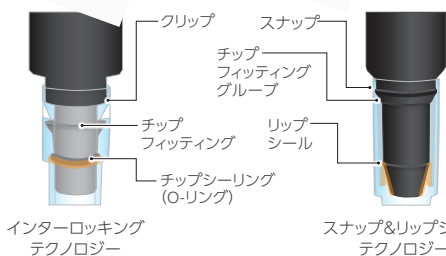 クリップ
チップ
フィッティング
チップシーリング
(O-リング)
インターロッキング
テクノロジー
スナップ
チップ
フィッティング
グルーブ
リップ
シール
スナップ&リップシ
テクノロジー